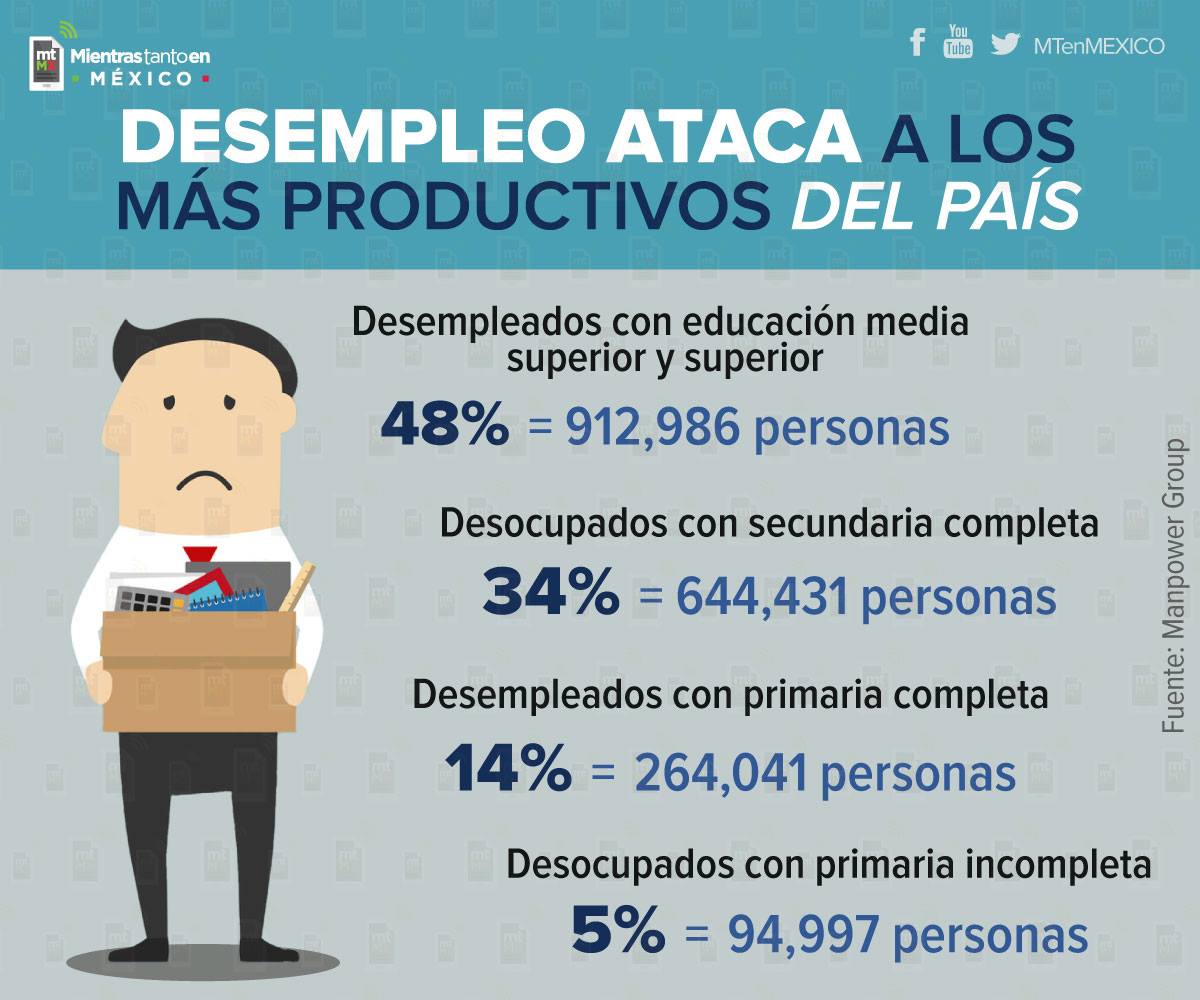 mt
MX
Mientras tanto en
MÉXICO
f
You
Tube
MTenMEXICO
DESEMPLEO ATACA A LOS
MÁS PRODUCTIVOS DEL PAÍS
Desempleados con educación media
superior y superior
48% = 912,986 personas
Desocupados con secundaria completa
34% = 644,431 personas
Desempleados con primaria completa
14% = 264,041 personas
Desocupados con primaria incompleta
5% = 94,997 personas
Fuente: Manpower Group